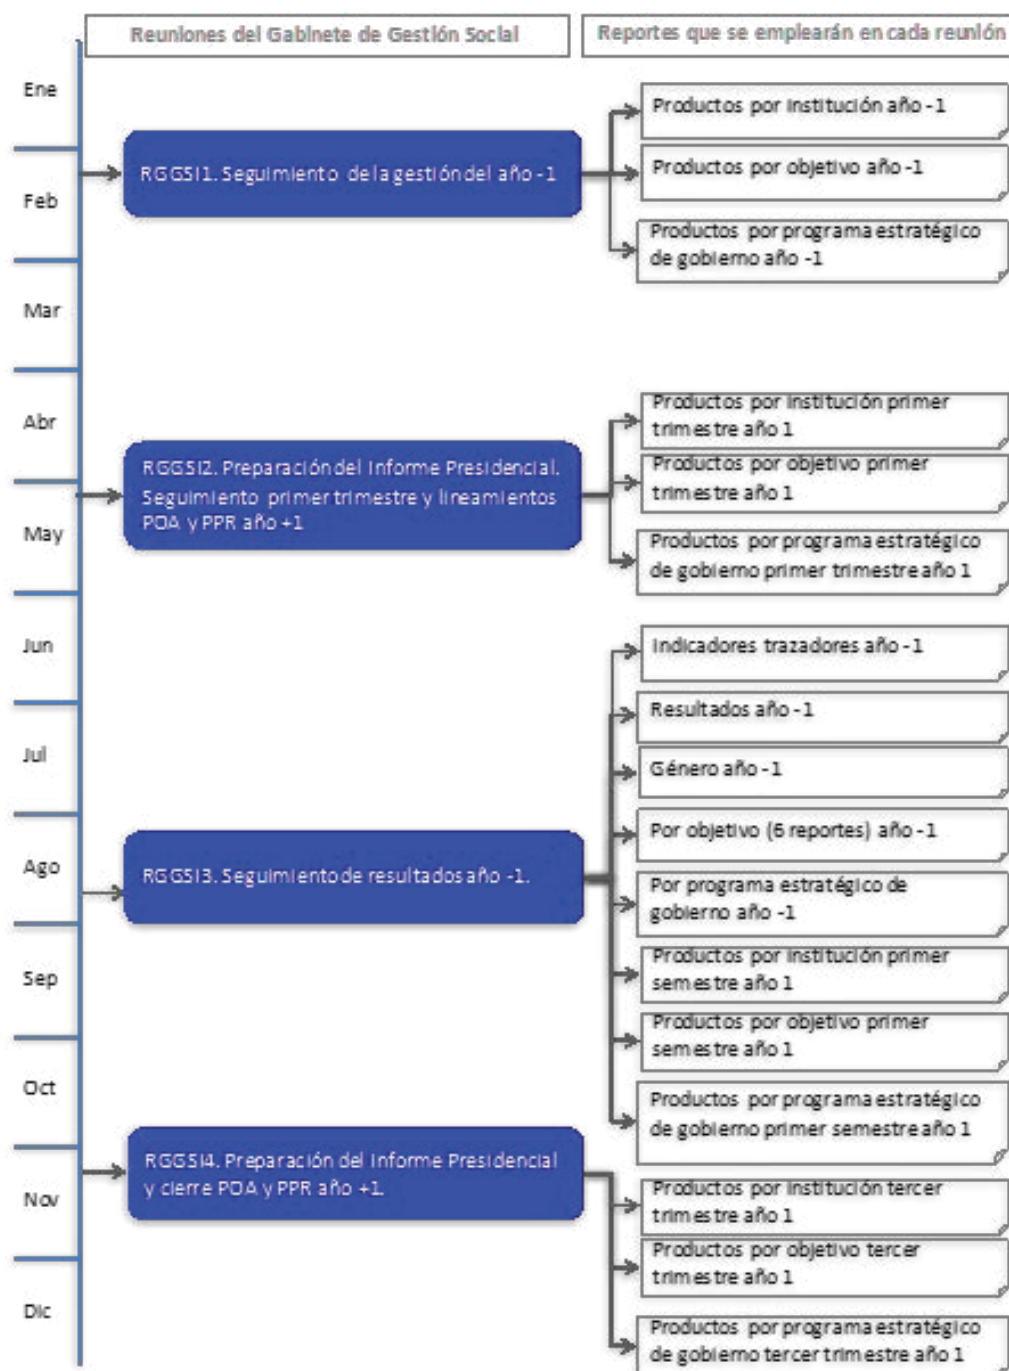 Reuniones del Gabinete de Gestión Social
Reportes que se emplearán en cada reunión
Ene
Feb
Mar
Abr
May
Jun
Jul
Ago
Sep
Oct
Nov
Dic
RGGSI1. Seguimiento de la gestión del año -1
Productos por institución año -1
Productos por objetivo año -1
Productos por programa estratégico
de gobierno año -1
RGGSI2. Preparación del Informe Presidencial.
Seguimiento primer trimestre y lineamientos
POA y PPR año +1
Productos por institución primer
trimestre año 1
Productos por objetivo primer
trimestre año 1
Productos por programa estratégico
de gobierno primer trimestre año 1
RGGSI3. Seguimiento de resultados año -1.
Indicadores trazadores año -1
Resultados año -1
Género año -1
Por objetivo (6 reportes) año -1
Por programa estratégico de
gobierno año -1
Productos por institución primer
semestre año 1
Productos por objetivo primer
semestre año 1
Productos por programa estratégico
de gobierno primer semestre año 1
RGGSI4. Preparación del Informe Presidencial
y cierre POA y PPR año +1.
Productos por institución tercer
trimestre año 1
Productos por objetivo tercer
trimestre año 1
Productos por programa estratégico
de gobierno tercer trimestre año 1